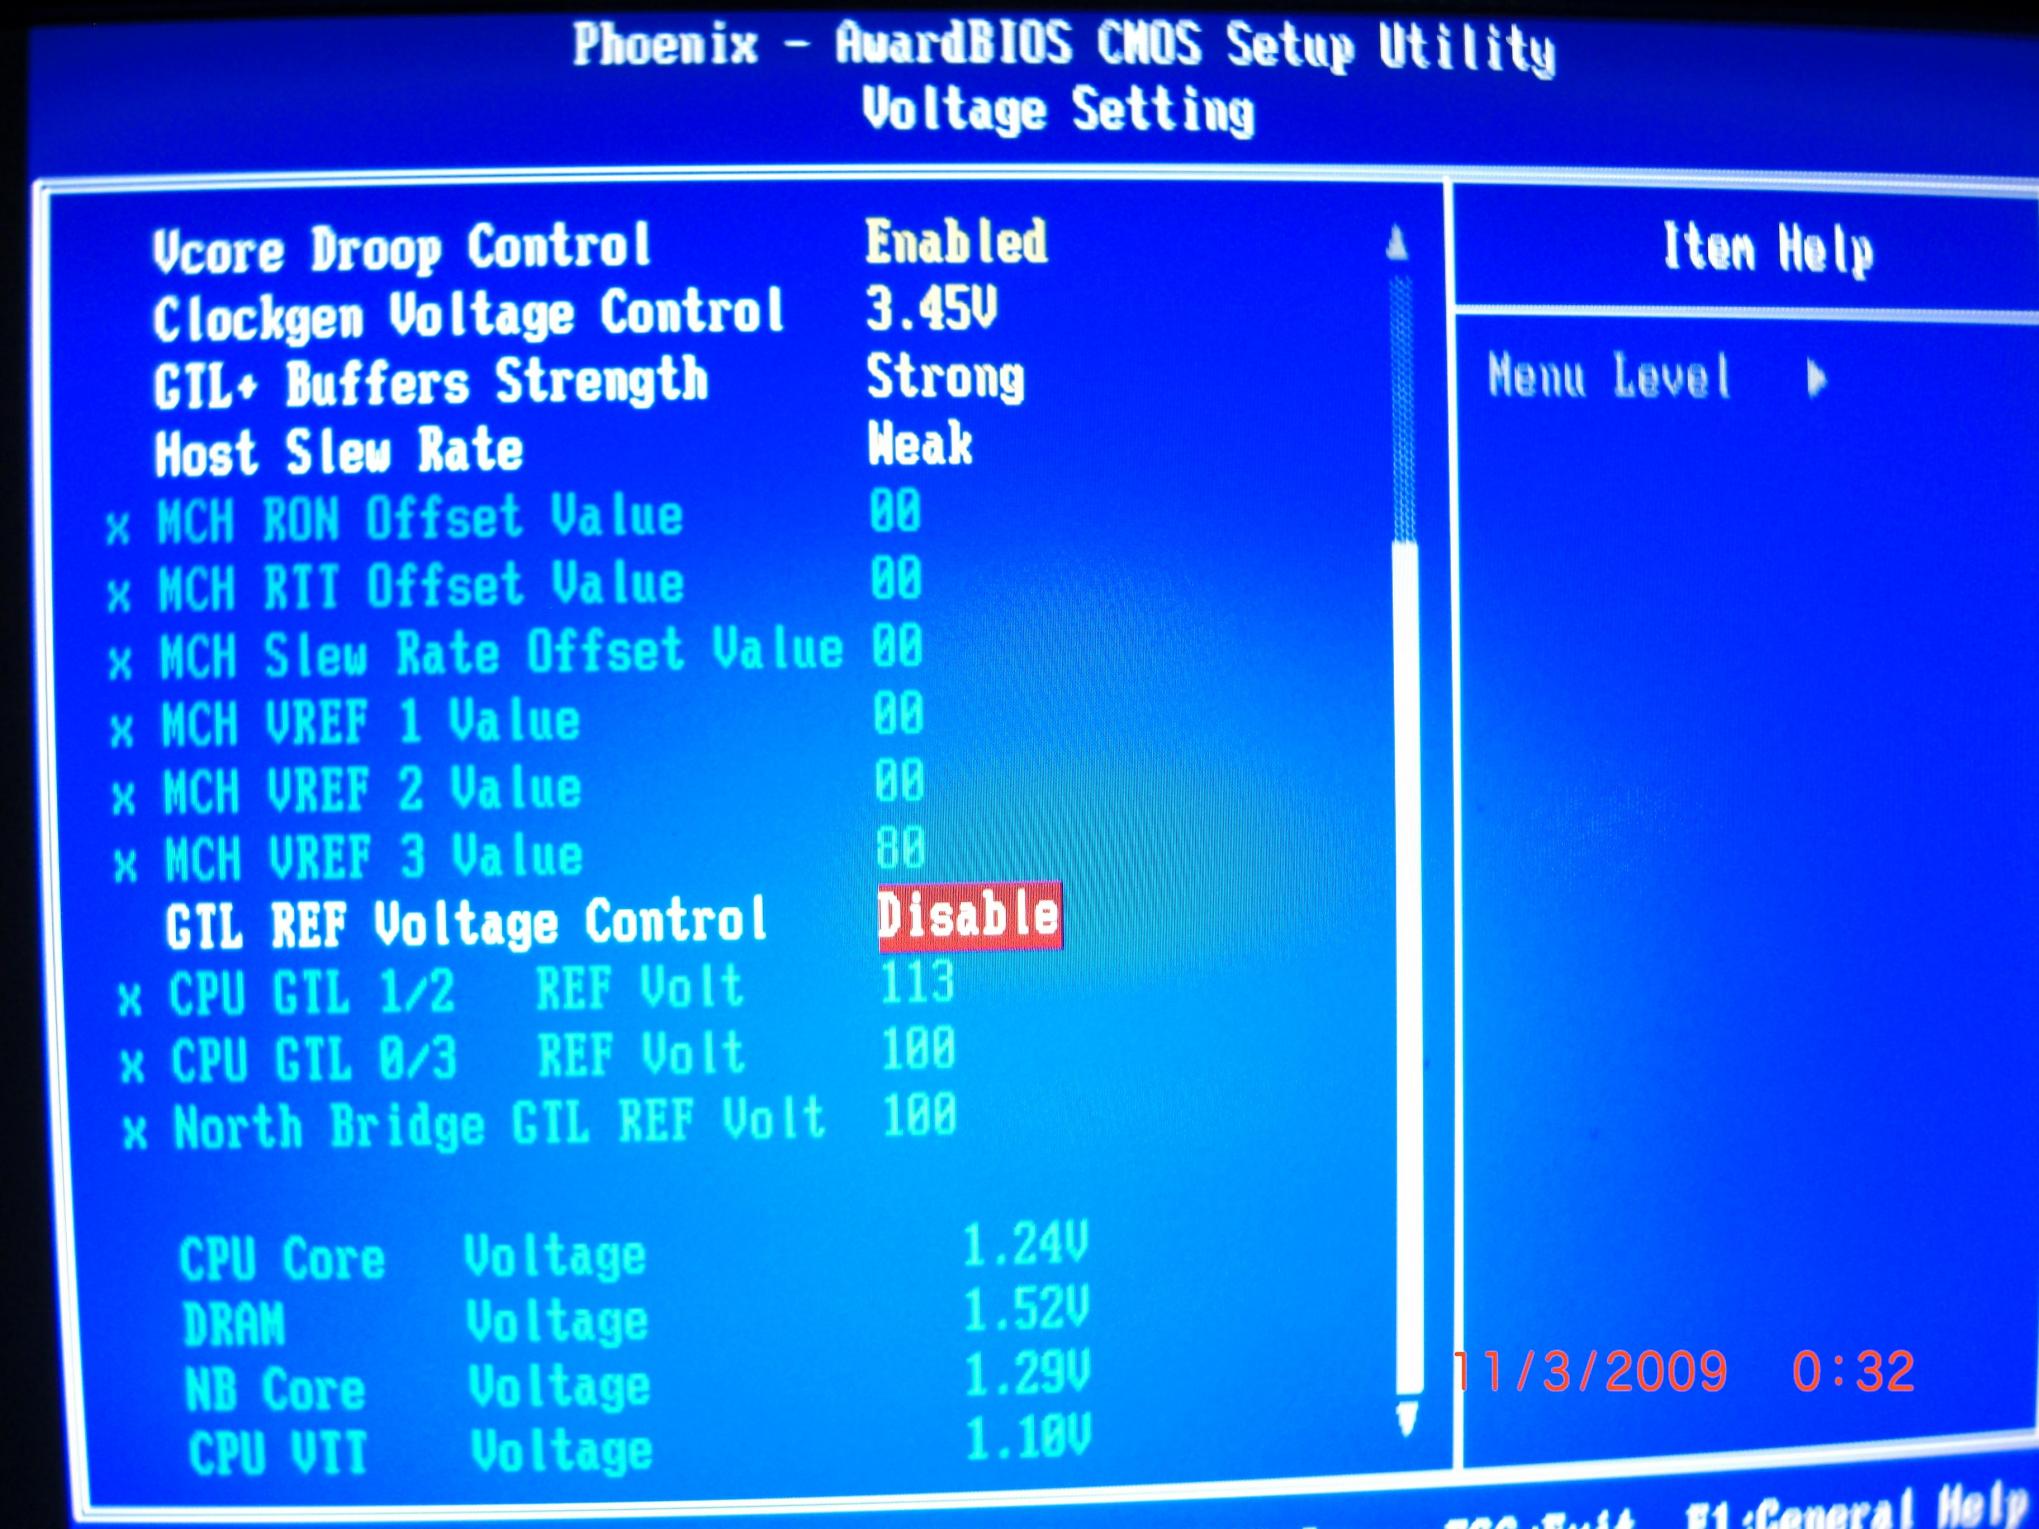 Phoenix - AwardBIOS CMOS Setup Utility
Voltage Setting
Item Help
Menu Level
Vcore Droop Control Enabled
Clockgen Voltage Control 3.45V
GTL+ Buffers Strength Strong
Host Slew Rate Weak
x MCH RON Offset Value 00
x MCH RTT Offset Value 00
x MCH Slew Rate Offset Value 00
x MCH VREF 1 Value 00
x MCH VREF 2 Value 00
x MCH VREF 3 Value 80
GTL REF Voltage Control Disable
x CPU GTL 1/2 REF Volt 113
x CPU GTL 0/3 REF Volt 100
x North Bridge GTL REF Volt 100
CPU Core Voltage 1.24V
DRAM Voltage 1.52V
NB Core Voltage 1.29V
CPU VTT Voltage 1.10V
11/3/2009 0:32
ESC:Exit F1:General Help